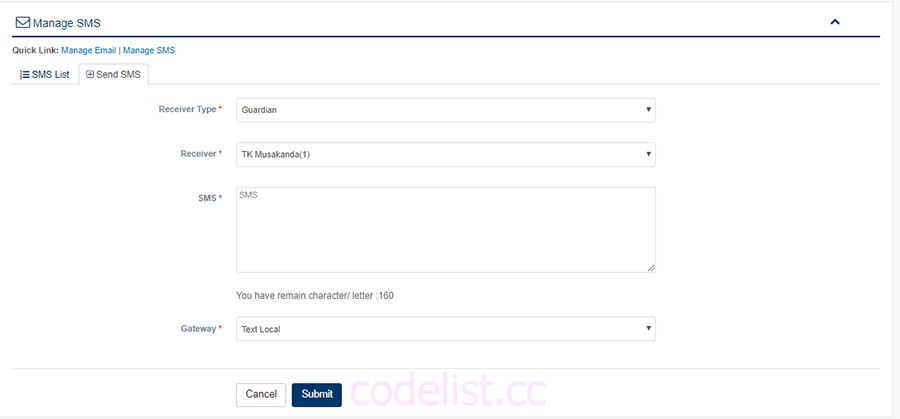 Manage SMS
Quick Link: Manage Email | Manage SMS
SMS List Send SMS
Receiver Type * Guardian
Receiver * TK Musakanda(1)
SMS * SMS
You have remain character/ letter :160
Gateway * Text Local
Cancel Submit codelist.cc